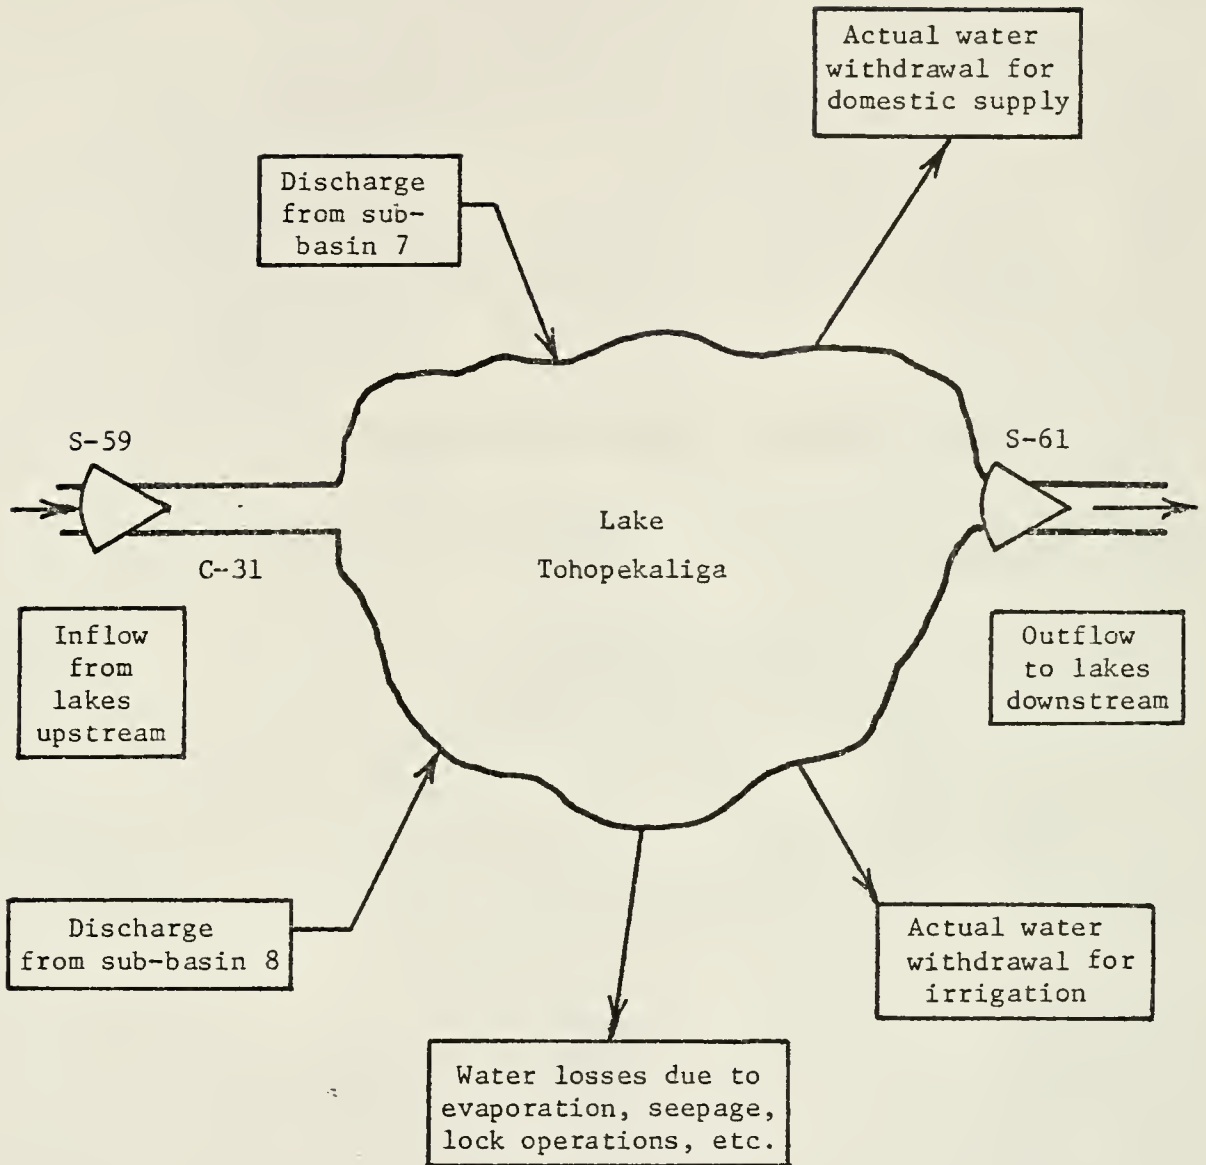 Actual water
withdrawal for
domestic supply
Discharge
from sub-
basin 7
S-59
S-61
Lake
Tohopekaliga
C-31
Inflow
from
lakes
upstream
Outflow
to lakes
downstream
Discharge
from sub-basin 8
Actual water
withdrawal for
irrigation
Water losses due to
evaporation, seepage,
lock operations, etc.